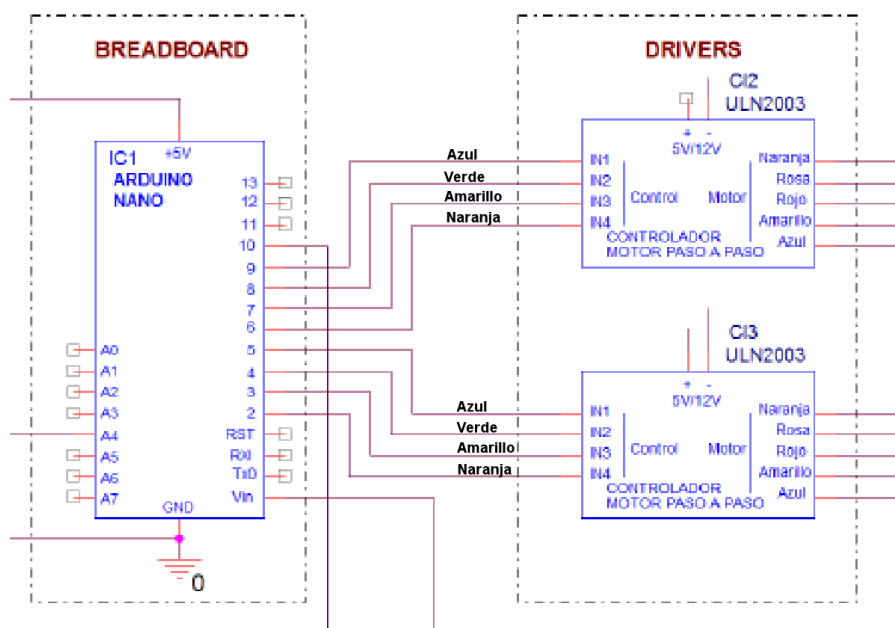 BREADBOARD
IC1
+5V
ARDUINO
NANO
13
12
11
10
9
8
7
6
5
4
3
2
RST
RXI
Tx0
Vin
A0
A1
A2
A3
A4
A5
A6
A7
GND
0
Azul
Verde
Amarillo
Naranja
Azul
Verde
Amarillo
Naranja
DRIVERS
CI2
ULN2003
+ -
5V/12V
IN1
IN2
IN3
IN4
Control
Motor
Naranja
Rosa
Rojo
Amarillo
Azul
CONTROLADOR
MOTOR PASO A PASO
CI3
ULN2003
+ -
5V/12V
IN1
IN2
IN3
IN4
Control
Motor
Naranja
Rosa
Rojo
Amarillo
Azul
CONTROLADOR
MOTOR PASO A PASO